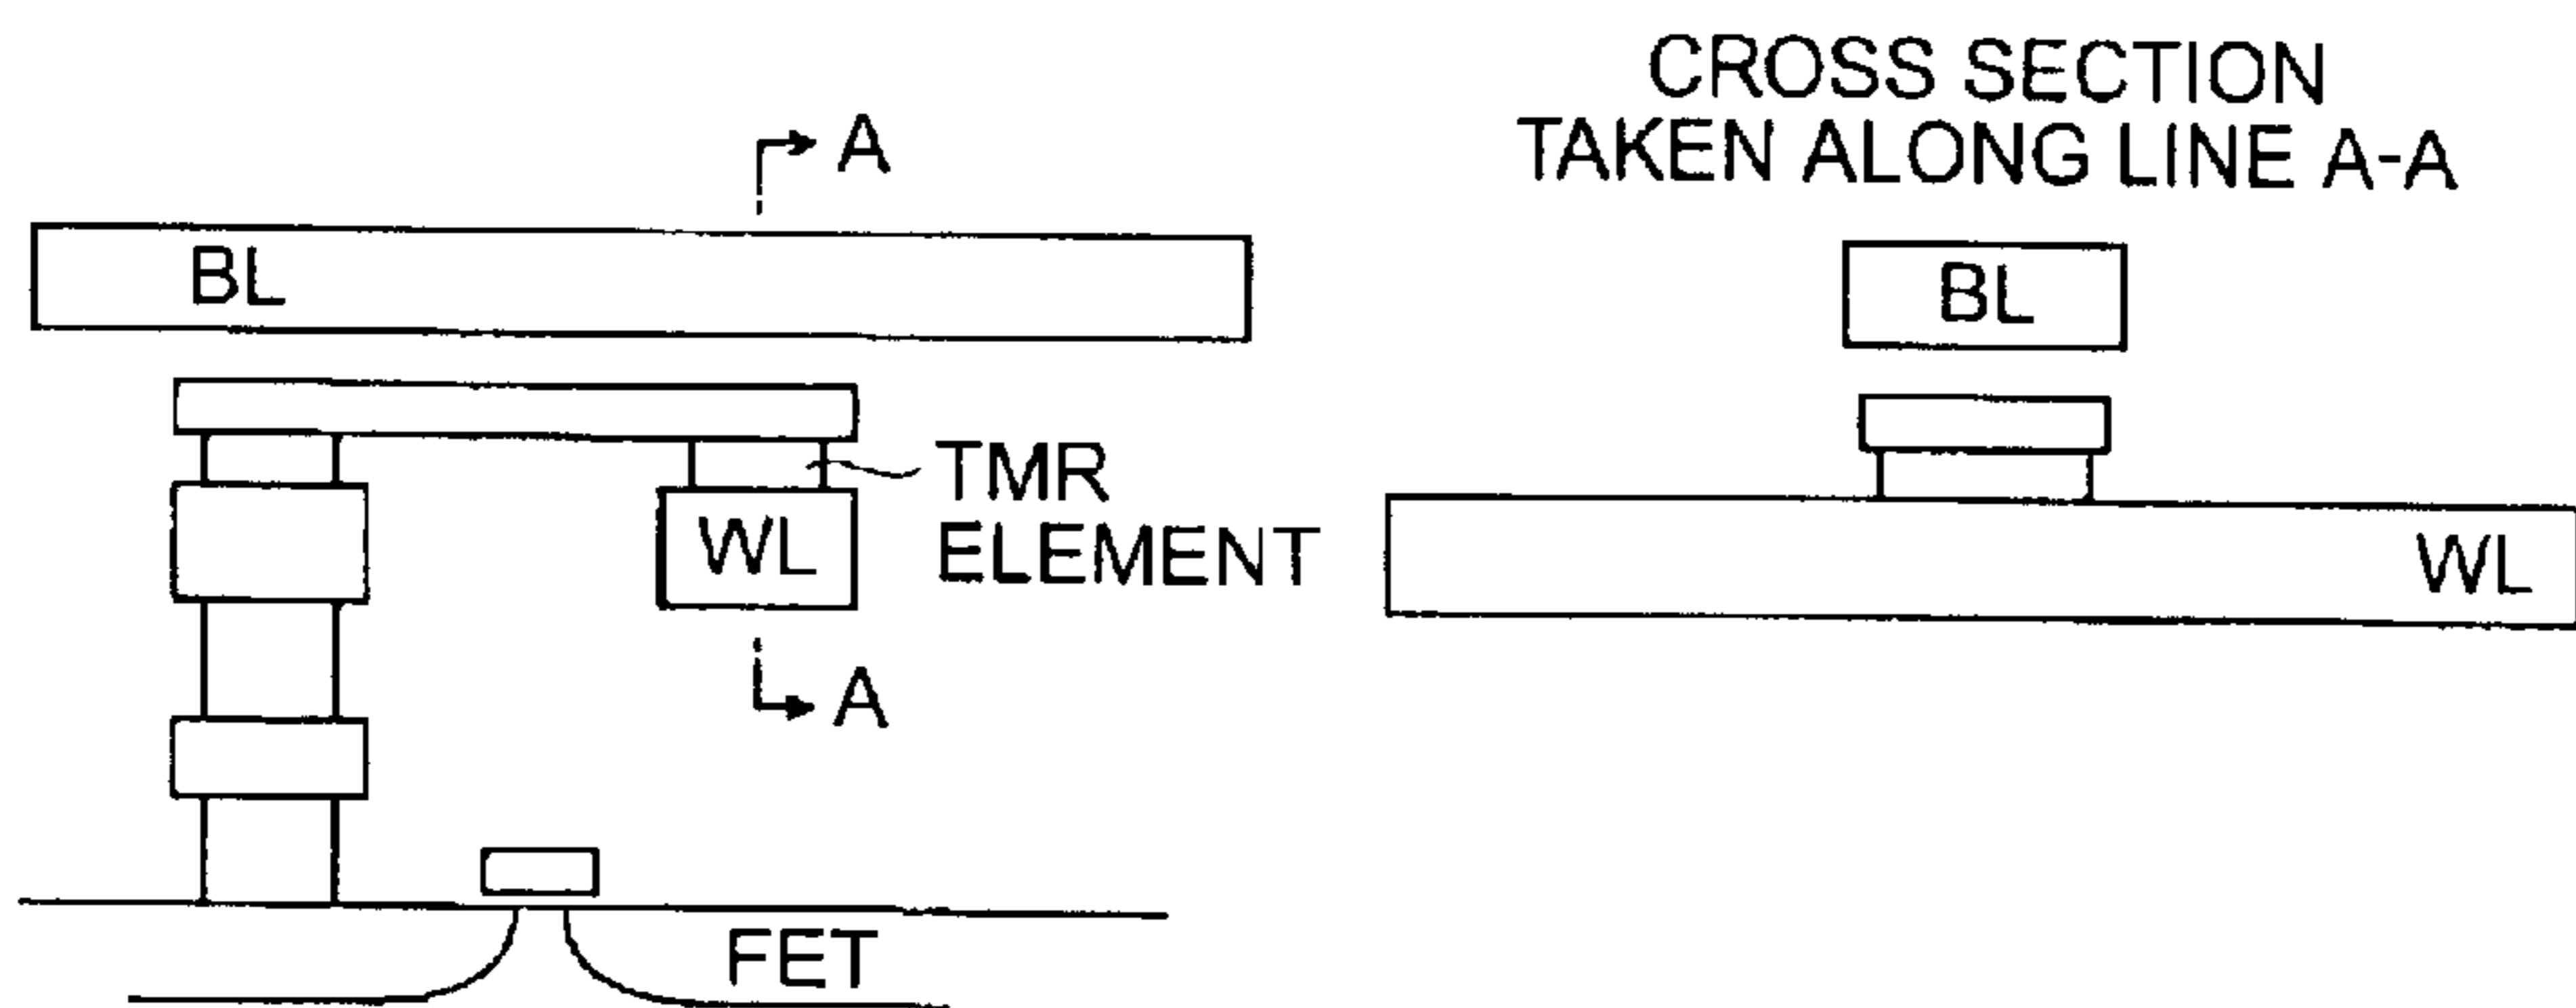 CROSS SECTION
TAKEN ALONG LINE A-A
A
BL
BL
TMR
ELEMENT
WL
WL
A
FET